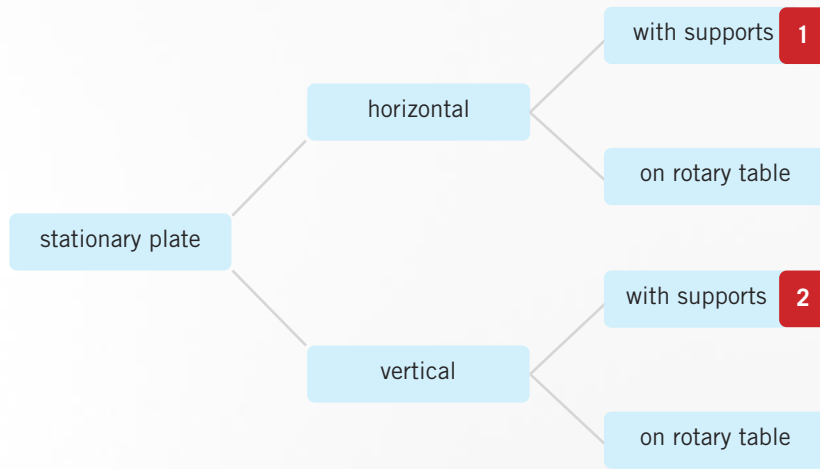 with supports 1
horizontal
on rotary table
stationary plate
with supports 2
vertical
on rotary table